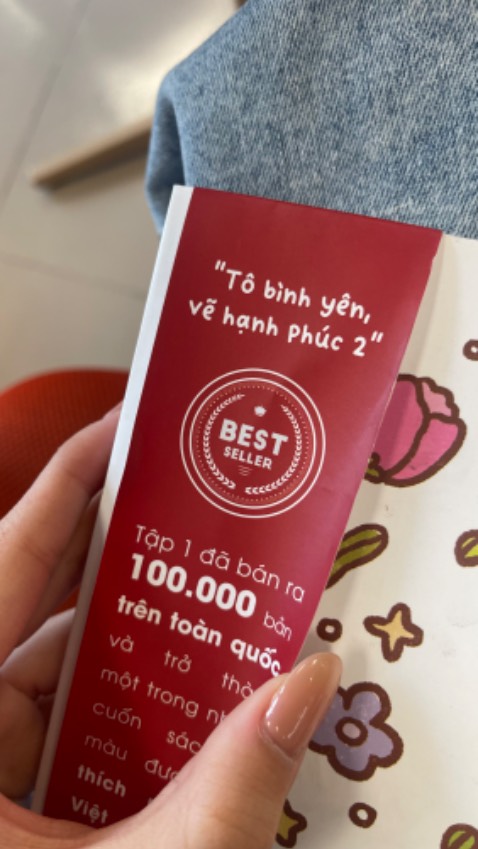 "Tô bình yên,
vẽ hạnh phúc 2"
BEST
SELLER
Tập 1 đã bán ra
100.000 bản
trên toàn quốc
và trở
một trong
cuốn
màu
thích
Việt